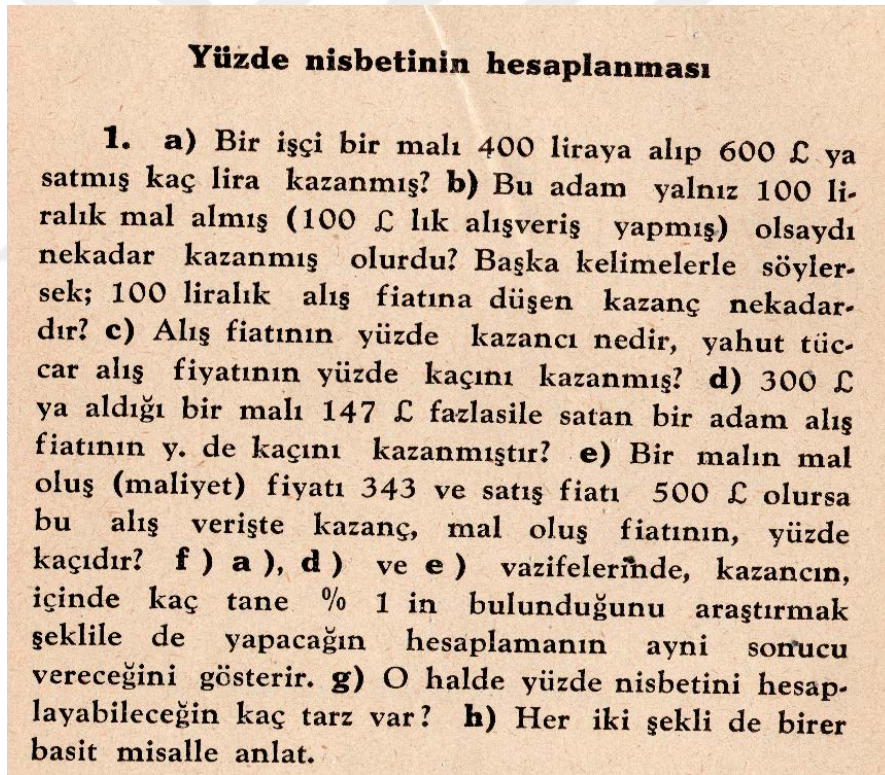 Yüzde nisbetinin hesaplanması
1. a) Bir işçi bir malı 400 liraya alıp 600 £ ya
satmış kaç lira kazanmış? b) Bu adam yalnız 100 li-
ralık mal almış (100 £ lık alışveriş yapmış) olsaydı
nekadar kazanmış olurdu? Başka kelimelerle söyler-
sek; 100 liralık alış fiatına düşen kazanç nekadar-
dır? c) Alış fiatının yüzde kazancı nedir, yahut tüc-
car alış fiyatının yüzde kaçını kazanmış? d) 300 £
ya aldığı bir malı 147 £ fazlasile satan bir adam alış
fiatının y. de kaçını kazanmıştır? e) Bir malın mal
oluş (maliyet) fiyatı 343 ve satış fiatı 500 £ olursa
bu alış verişte kazanç, mal oluş fiatının, yüzde
kaçıdır? f ) a ), d ) ve e ) vazifelerinde, kazancın,
içinde kaç tane % 1 in bulunduğunu araştırmak
şeklile de yapacağın hesaplamanın ayni sonucu
vereceğini gösterir. g) O halde yüzde nisbetini hesap-
layabileceğin kaç tarz var? h) Her iki şekli de birer
basit misalle anlat.